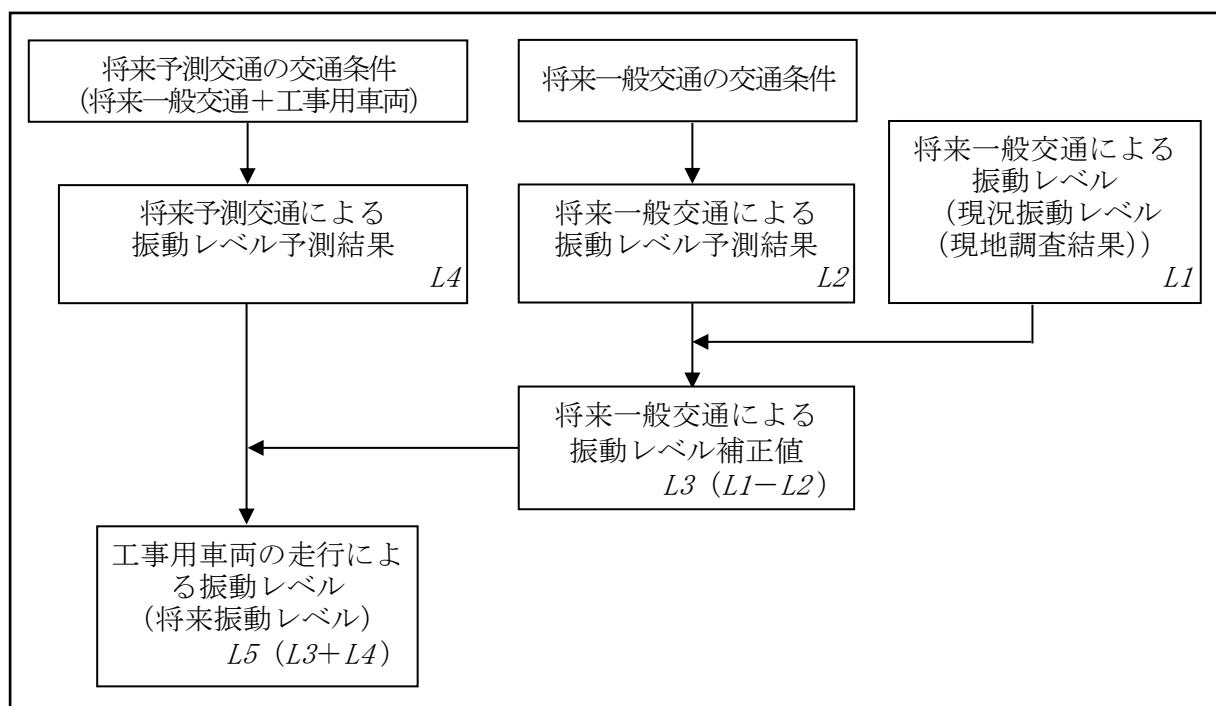 将来予測交通の交通条件
(将来一般交通＋工事用車両)
将来一般交通の交通条件
将来一般交通による
振動レベル
(現況振動レベル
(現地調査結果))
L1
将来予測交通による
振動レベル予測結果
L4
将来一般交通による
振動レベル予測結果
L2
将来一般交通による
振動レベル補正値
L3（L1－L2）
工事用車両の走行によ
る振動レベル
(将来振動レベル)
L5（L3＋L4）